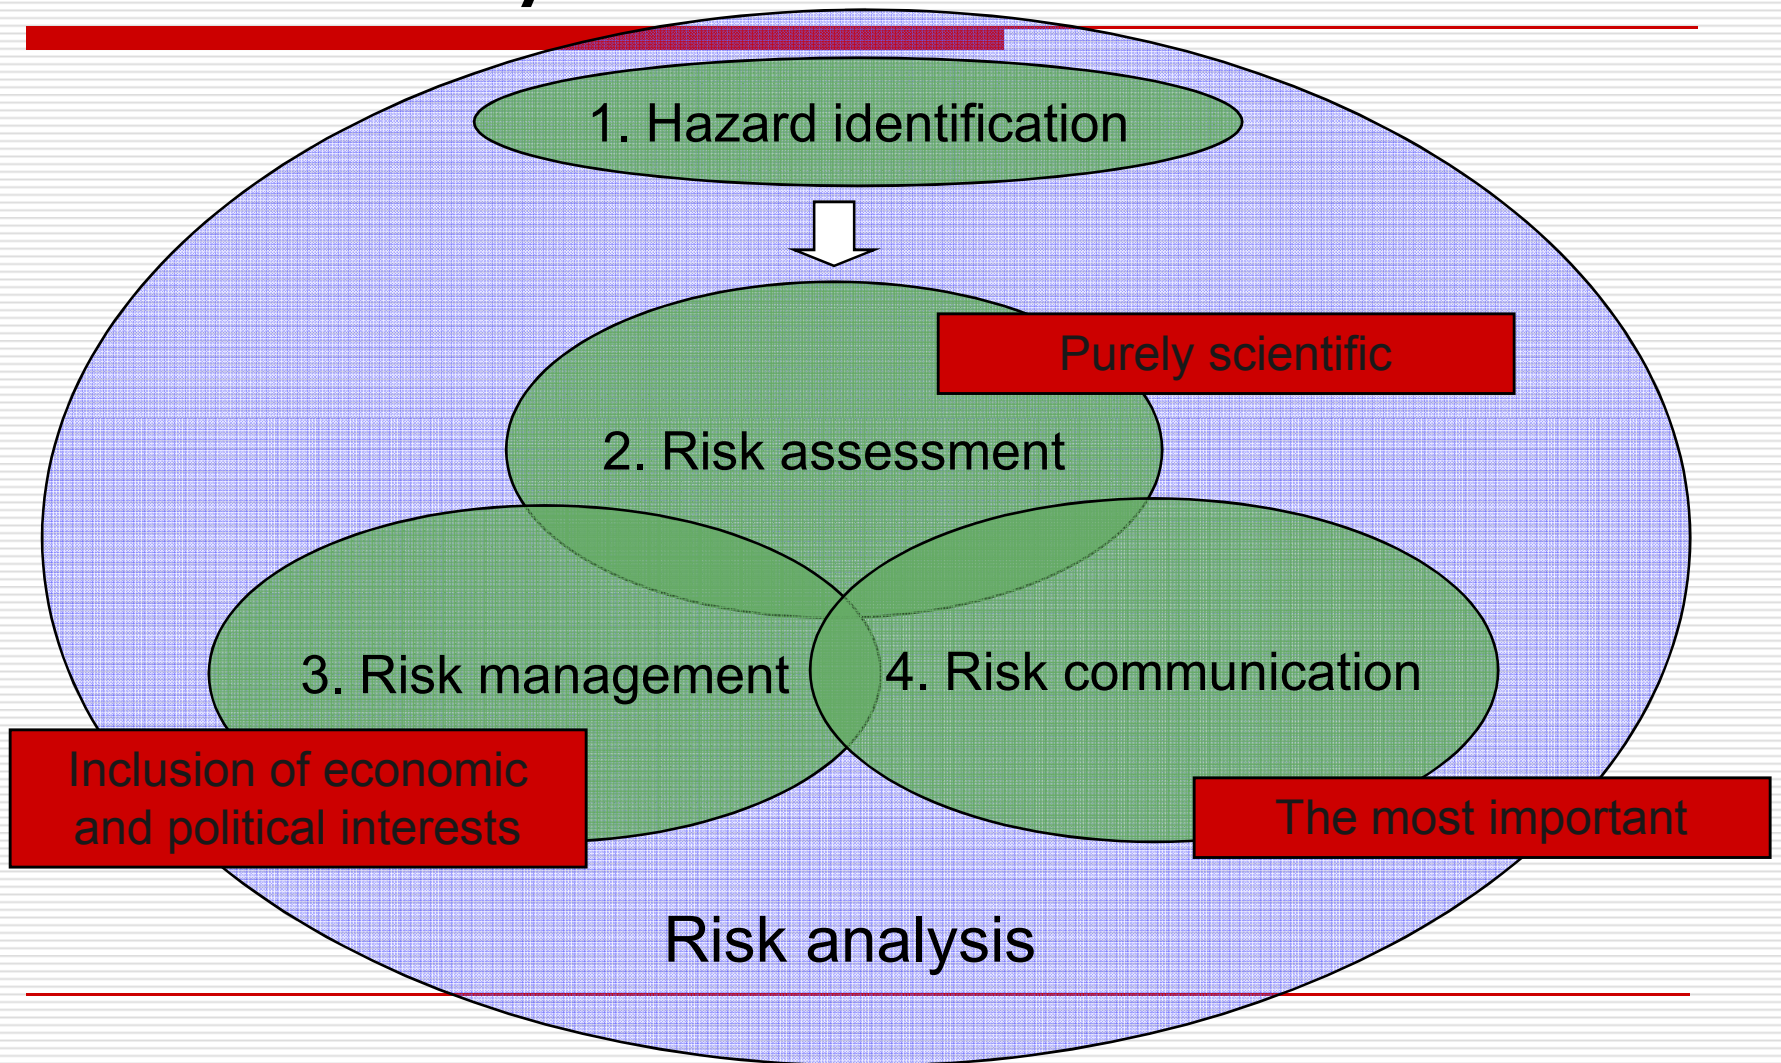 1. Hazard identification
Purely scientific
2. Risk assessment
3. Risk management
4. Risk communication
Inclusion of economic
and political interests
The most important
Risk analysis